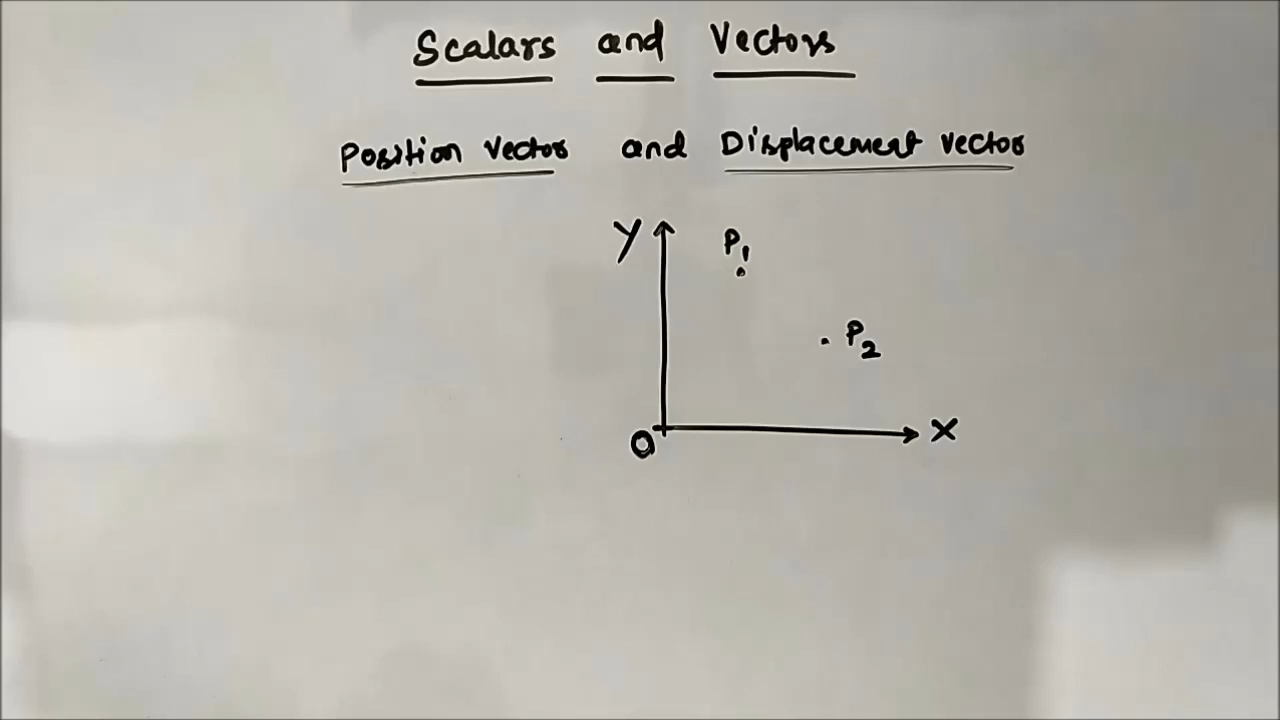 Scalars and Vectors
Position Vector and Displacement vector
Y P1
P2
O X